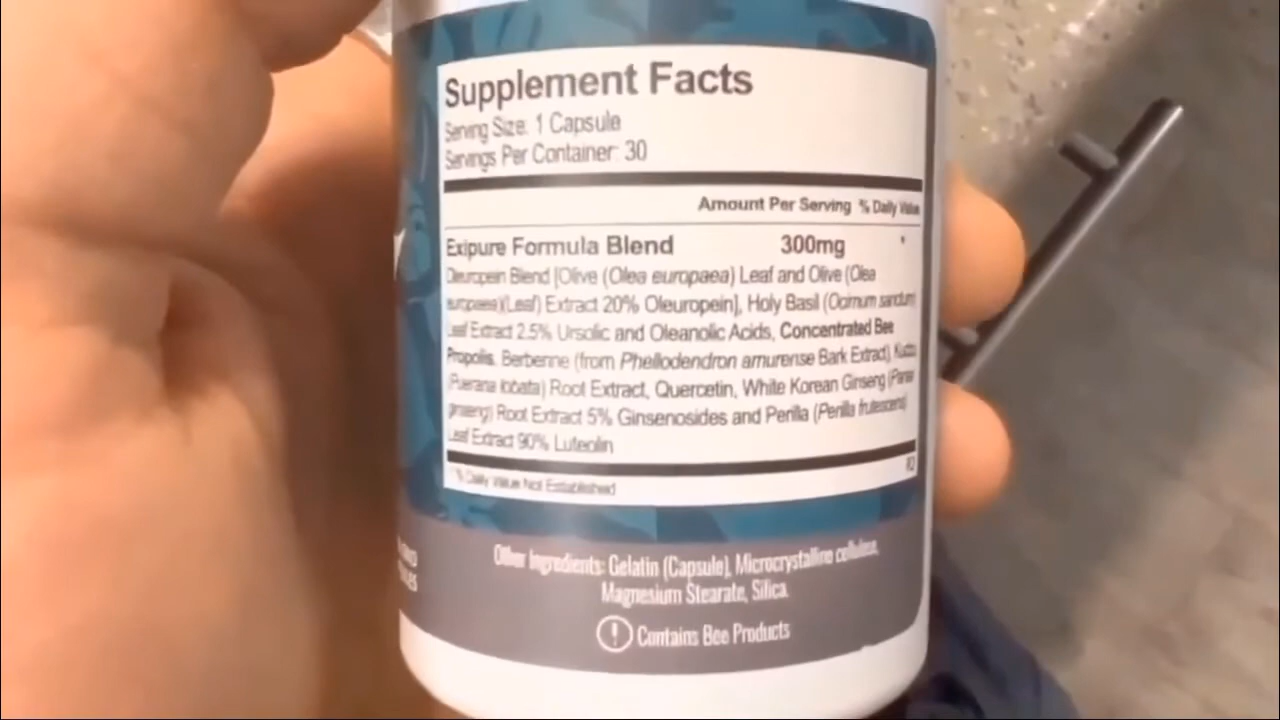 Supplement Facts
Serving Size: 1 Capsule
Servings Per Container: 30
Amount Per Serving % Daily Value
Exipure Formula Blend 300mg *
Oleuropein Blend [Olive (Olea europaea) Leaf and Olive (Olea
europaea)(Leaf) Extract 20% Oleuropein], Holy Basil (Ocimum sanctum)
Leaf Extract 2.5% Ursolic and Oleanolic Acids, Concentrated Bee
Propolis, Berberine (from Phellodendron amurense Bark Extract), Kudzu
(Pueraria lobata) Root Extract, Quercetin, White Korean Ginseng (Panax
ginseng) Root Extract 5% Ginsenosides and Perilla (Perilla frutescens)
Leaf Extract 90% Luteolin
* % Daily Value Not Established
Other Ingredients: Gelatin (Capsule), Microcrystalline cellulose,
Magnesium Stearate, Silica.
! Contains Bee Products